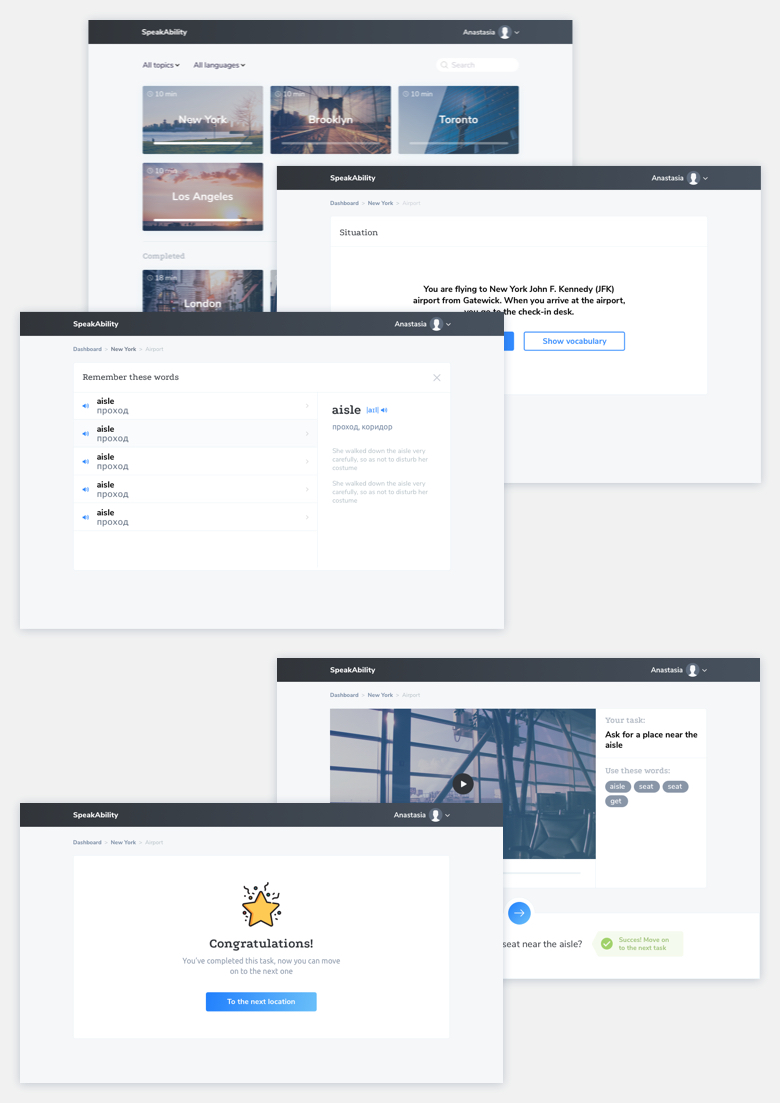 SpeakAbility
Anastasia
All topics
All languages
Search
10 min
New York
10 min
Brooklyn
10 min
Toronto
10 min
Los Angeles
Completed
18 min
London
SpeakAbility
Anastasia
Dashboard > New York > Airport
Situation
You are flying to New York John F. Kennedy (JFK)
airport from Gatewick. When you arrive at the airport,
you go to the check-in desk.
Show vocabulary
SpeakAbility
Anastasia
Dashboard > New York > Airport
Remember these words
aisle
проход
aisle
проход
aisle
проход
aisle
проход
aisle
проход
aisle
проход, коридор
She walked down the aisle very
carefully, so as not to disturb her
costume
She walked down the aisle very
carefully, so as not to disturb her
costume
SpeakAbility
Anastasia
Dashboard > New York > Airport
Your task:
Ask for a place near the
aisle
Use these words:
aisle seat seat
get
seat near the aisle?
Succes! Move on
to the next task
SpeakAbility
Anastasia
Dashboard > New York > Airport
Congratulations!
You've completed this task, now you can move
on to the next one
To the next location